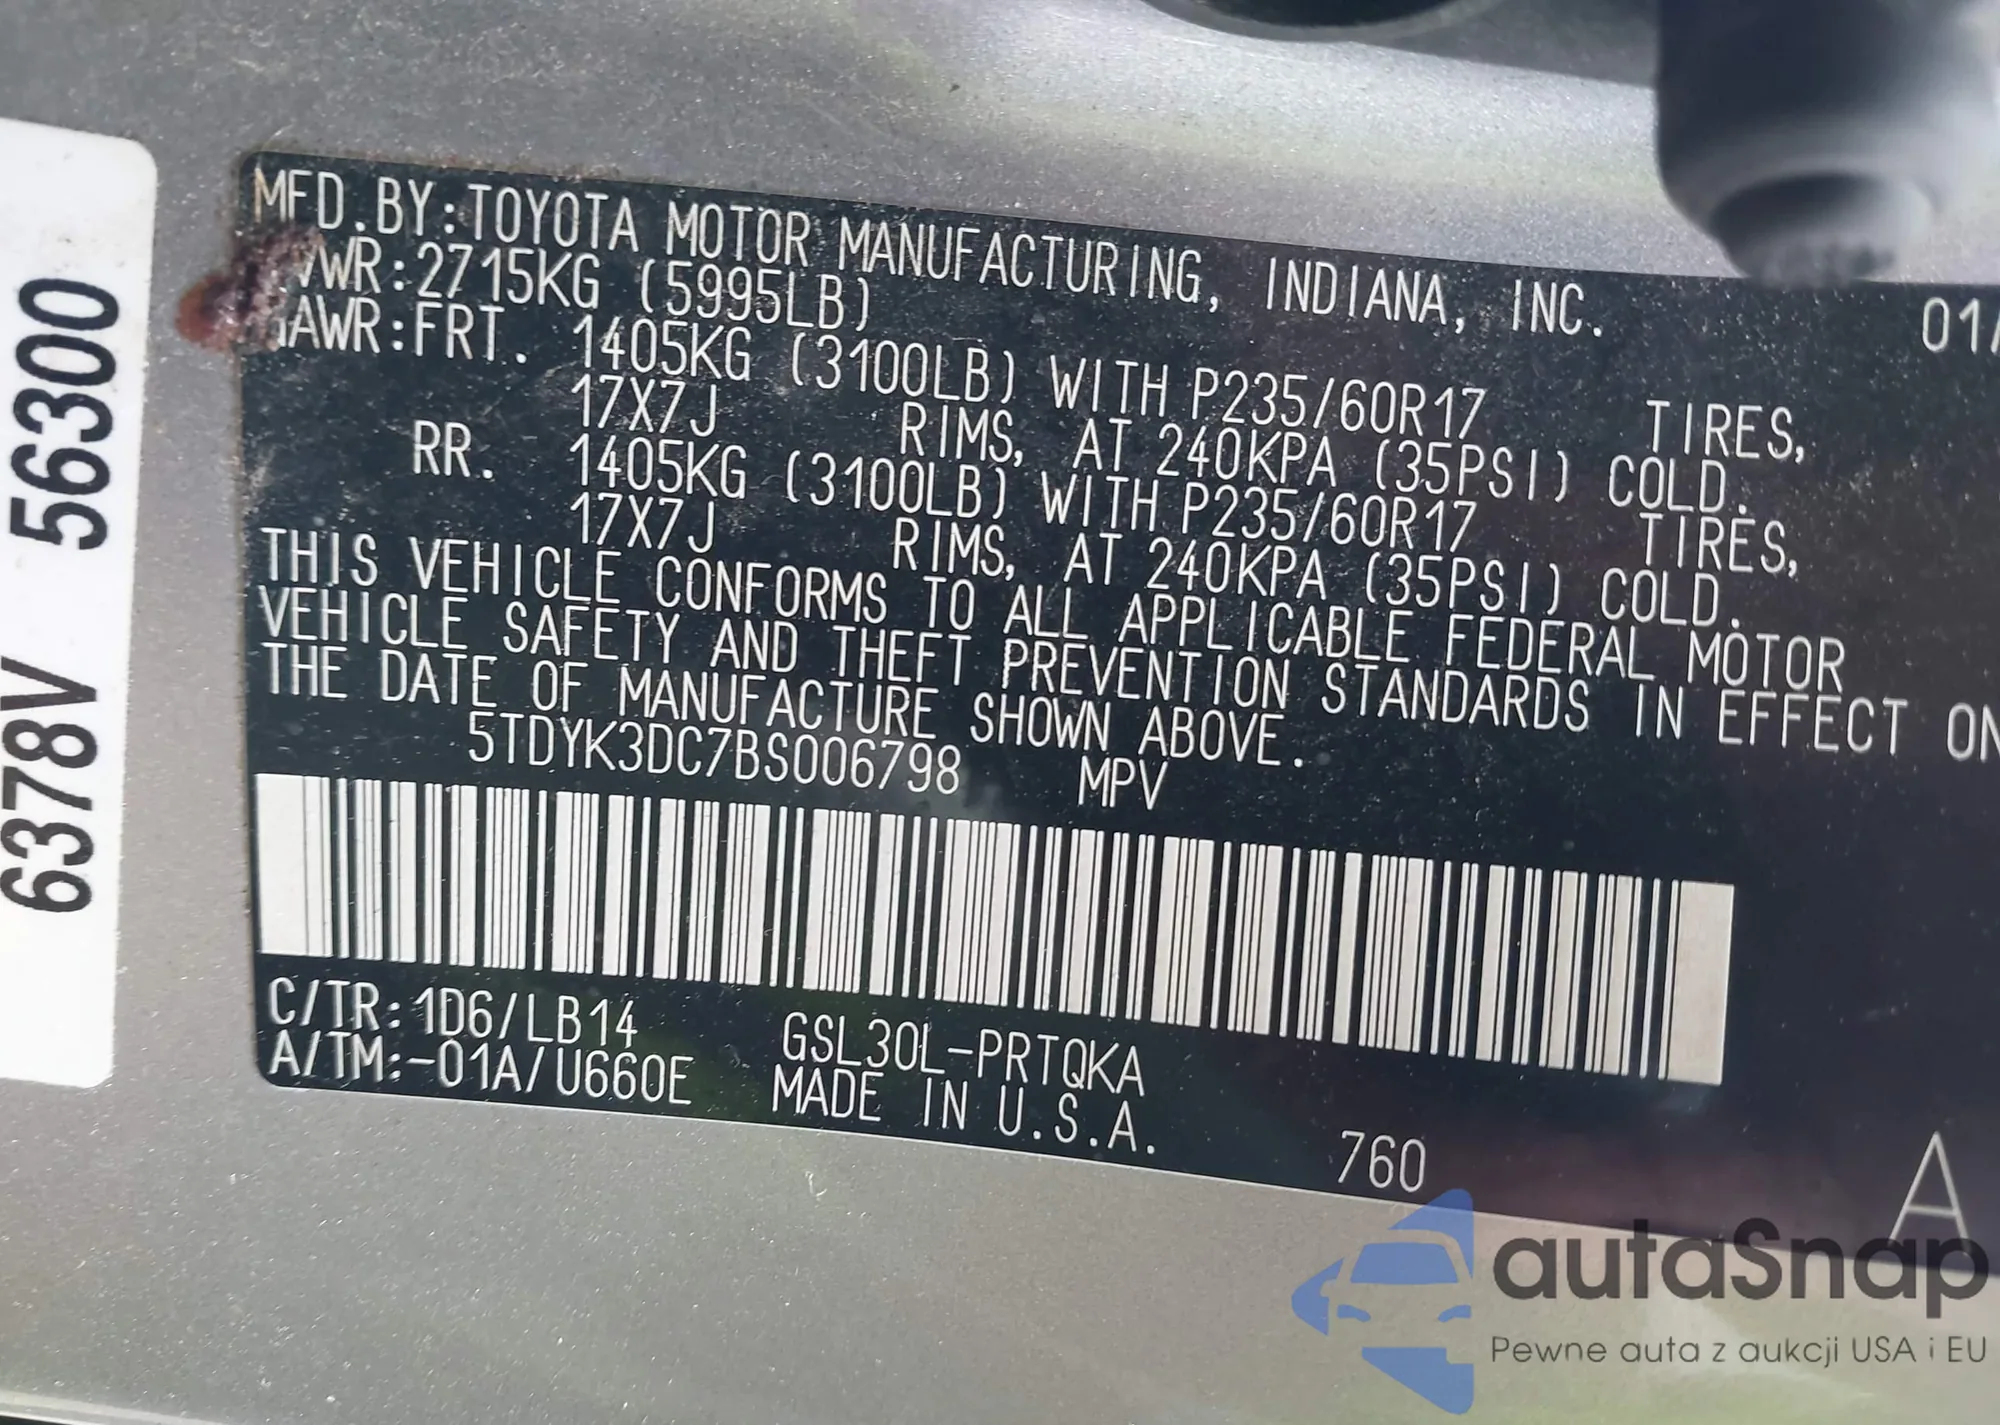 6378V 56300
MFD.BY:TOYOTA MOTOR MANUFACTURING, INDIANA, INC. 01/
VWR:2715KG (5995LB)
GAWR:FRT. 1405KG (3100LB) WITH P235/60R17 TIRES,
17X7J RIMS, AT 240KPA (35PSI) COLD.
RR. 1405KG (3100LB) WITH P235/60R17 TIRES,
17X7J RIMS, AT 240KPA (35PSI) COLD.
THIS VEHICLE CONFORMS TO ALL APPLICABLE FEDERAL MOTOR
VEHICLE SAFETY AND THEFT PREVENTION STANDARDS IN EFFECT ON
THE DATE OF MANUFACTURE SHOWN ABOVE.
5TDYK3DC7BS006798 MPV
C/TR:1D6/LB14 GSL30L-PRTQKA
A/TM:-01A/U660E MADE IN U.S.A.
760
A
autaSnap
Pewne auta z aukcji USA i EU